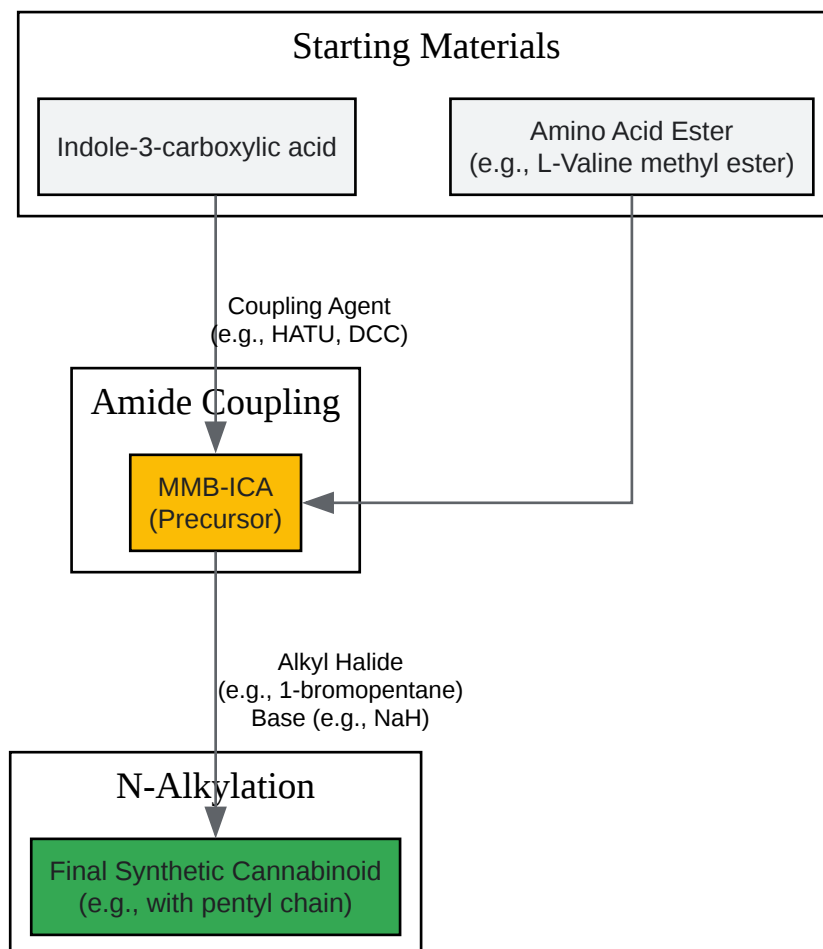 Starting Materials
Indole-3-carboxylic acid
Amino Acid Ester
(e.g., L-Valine methyl ester)
Coupling Agent
(e.g., HATU, DCC)
Amide Coupling
MMB-ICA
(Precursor)
Alkyl Halide
(e.g., 1-bromopentane)
Base (e.g., NaH)
N-Alkylation
Final Synthetic Cannabinoid
(e.g., with pentyl chain)